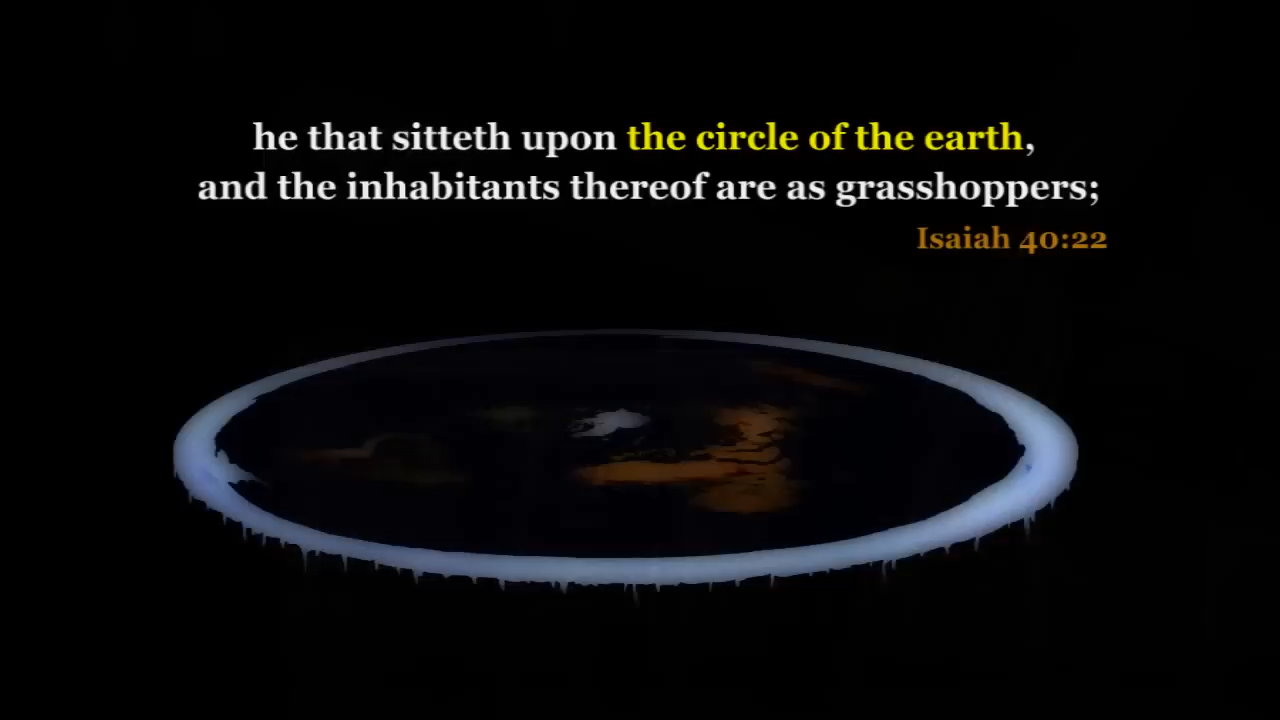 he that sitteth upon the circle of the earth,
and the inhabitants thereof are as grasshoppers;
Isaiah 40:22